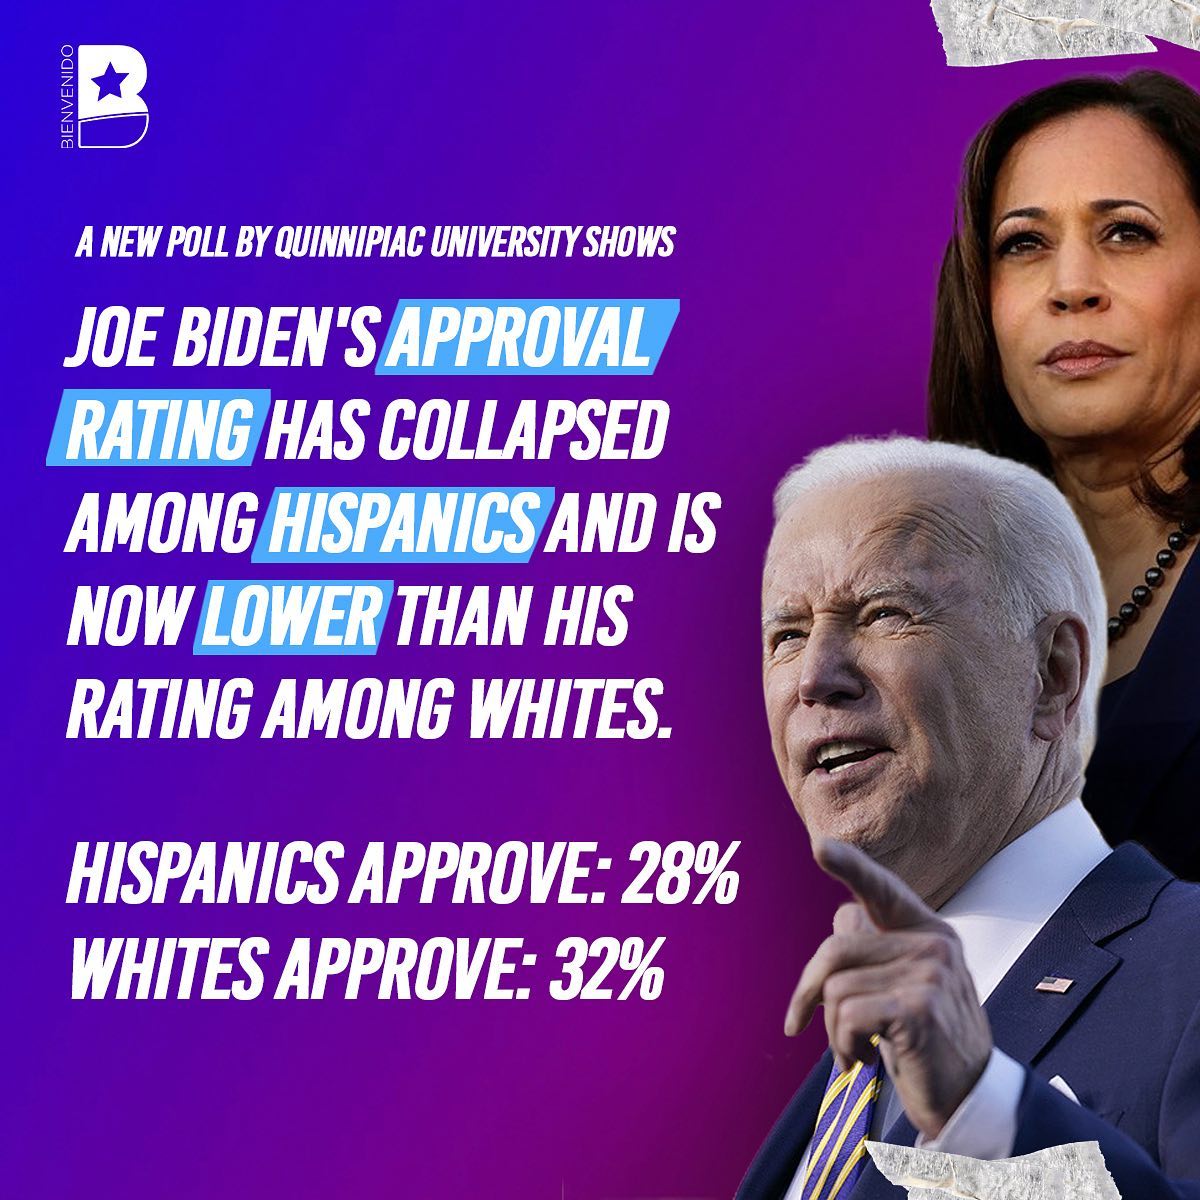 BIENVENIDO
B
A NEW POLL BY QUINNIPIAC UNIVERSITY SHOWS
JOE BIDEN'S APPROVAL
RATING HAS COLLAPSED
AMONG HISPANICS AND IS
NOW LOWER THAN HIS
RATING AMONG WHITES.
HISPANICS APPROVE: 28%
WHITES APPROVE: 32%